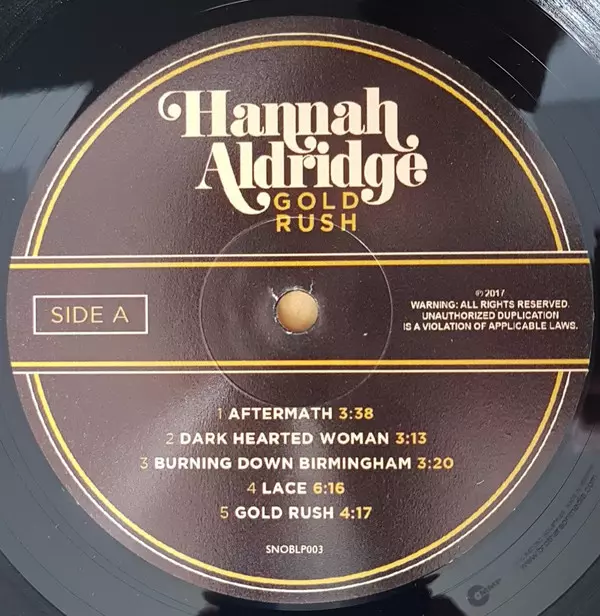 Hannah
Aldridge
GOLD
RUSH
SIDE A
℗ 2017
WARNING: ALL RIGHTS RESERVED.
UNAUTHORIZED DUPLICATION
IS A VIOLATION OF APPLICABLE LAWS.
1 AFTERMATH 3:38
2 DARK HEARTED WOMAN 3:13
3 BURNING DOWN BIRMINGHAM 3:20
4 LACE 6:16
5 GOLD RUSH 4:17
SNOBLP003